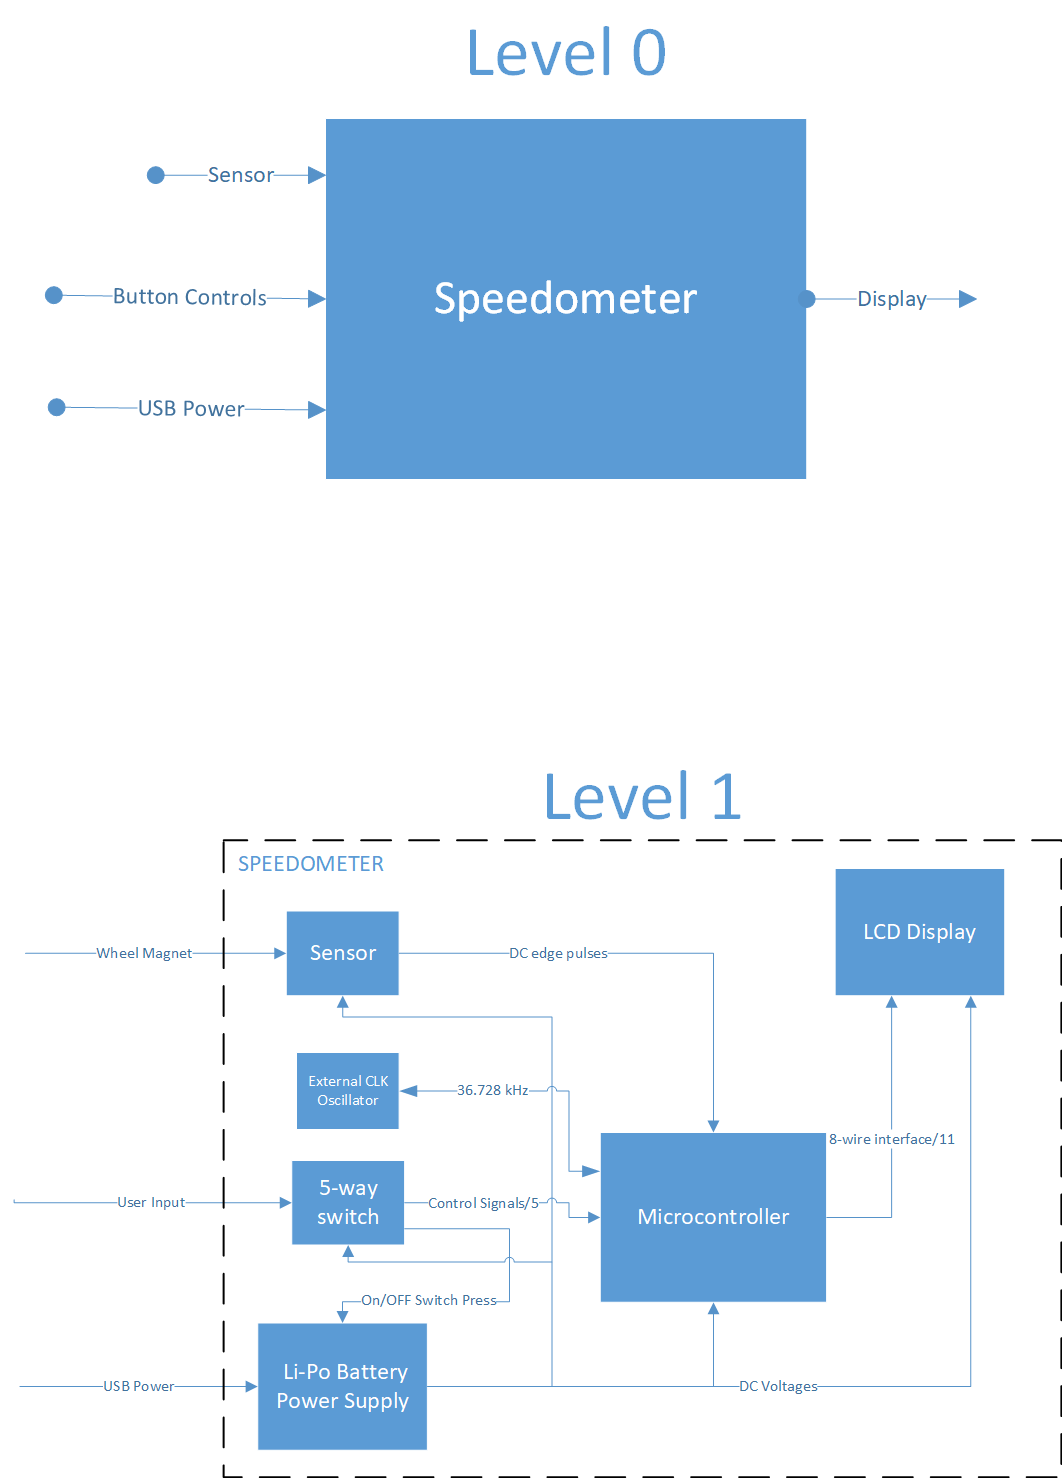 Level 0
Sensor
Button Controls
USB Power
Speedometer
Display
Level 1
SPEEDOMETER
Wheel Magnet
Sensor
DC edge pulses
LCD Display
External CLK
Oscillator
36.728 kHz
8-wire interface/11
User Input
5-way
switch
Control Signals/5
Microcontroller
On/OFF Switch Press
USB Power
Li-Po Battery
Power Supply
DC Voltages